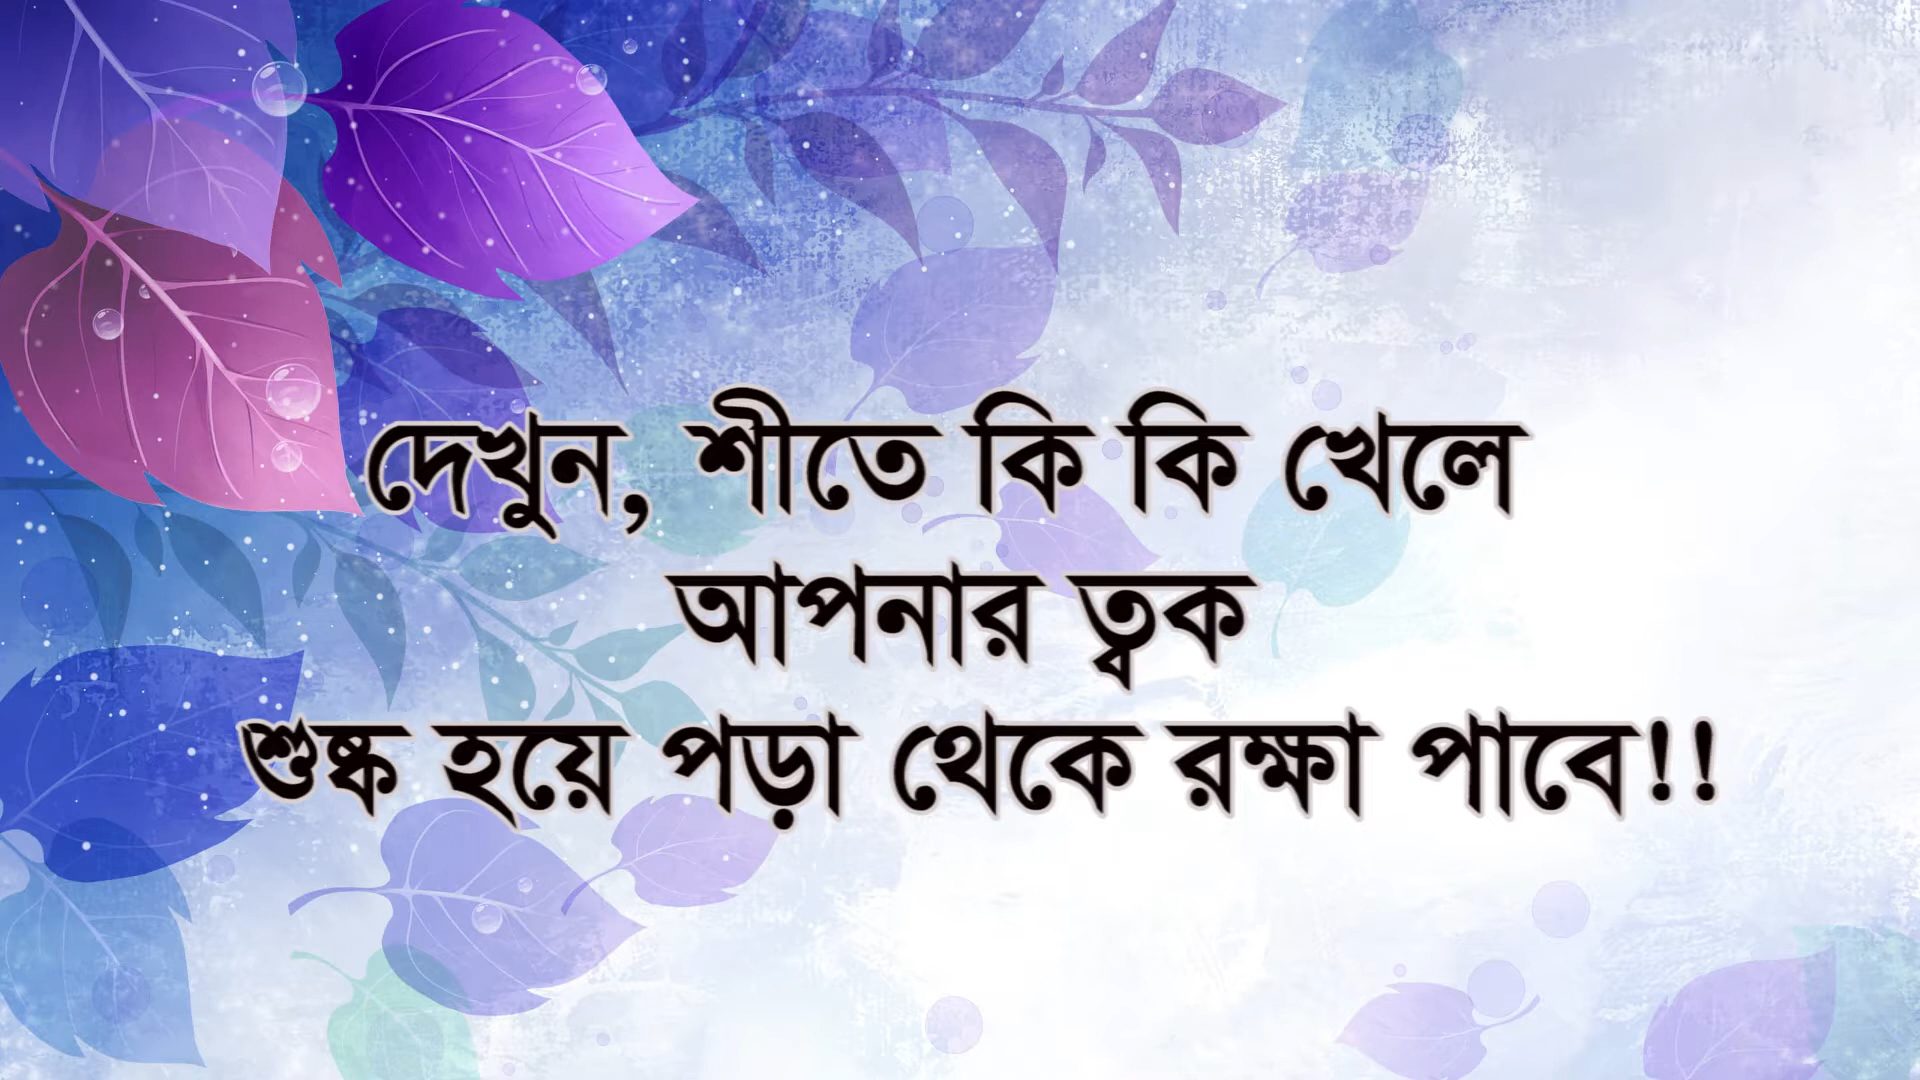 দেখুন, শীতে কি কি খেলে
আপনার ত্বক
শুষ্ক হয়ে পড়া থেকে রক্ষা পাবে!!